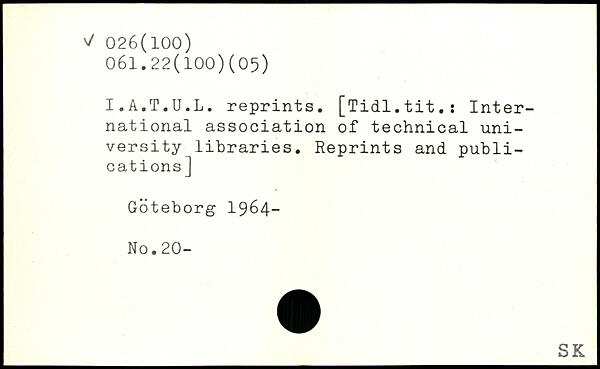 ✓ 026(100)
061.22(100)(05)
I.A.T.U.L. reprints. [Tidl.tit.: Inter-
national association of technical uni-
versity libraries. Reprints and publi-
cations]
Göteborg 1964-
No.20-
SK